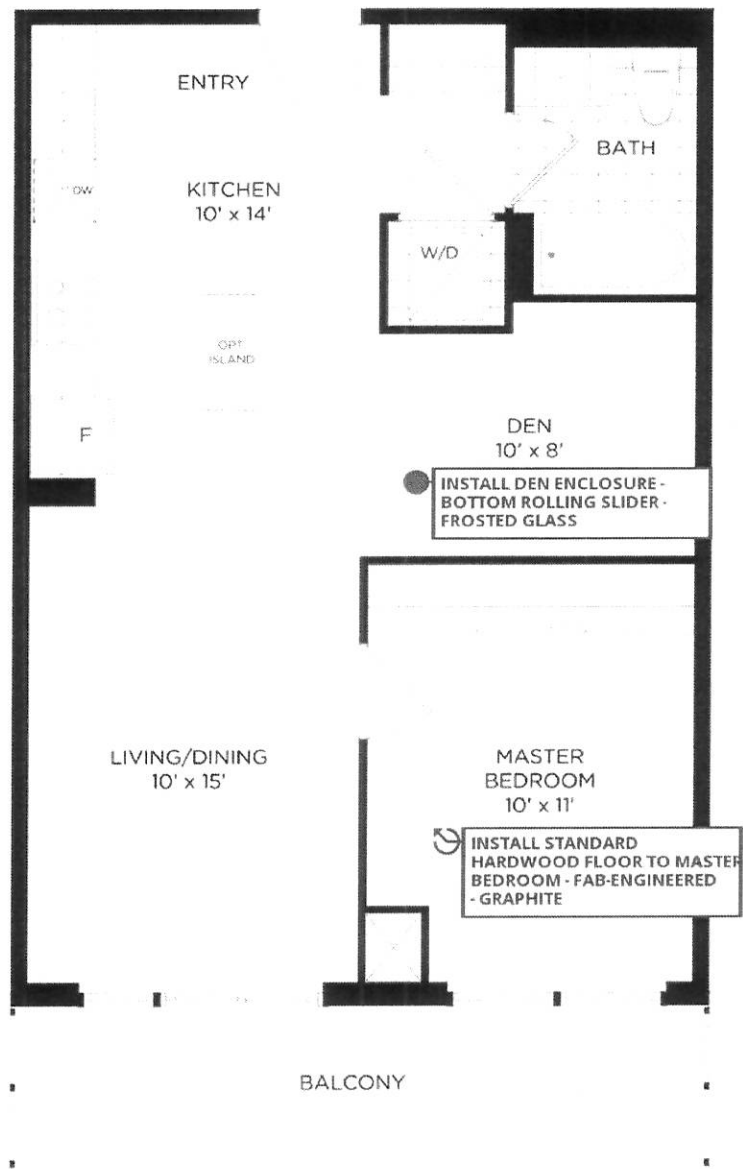 ENTRY
BATH
DW
KITCHEN
10' x 14'
W/D
OPT
ISLAND
F
DEN
10' x 8'
INSTALL DEN ENCLOSURE -
BOTTOM ROLLING SLIDER -
FROSTED GLASS
LIVING/DINING
10' x 15'
MASTER
BEDROOM
10' x 11'
INSTALL STANDARD
HARDWOOD FLOOR TO MASTER
BEDROOM - FAB-ENGINEERED
- GRAPHITE
BALCONY